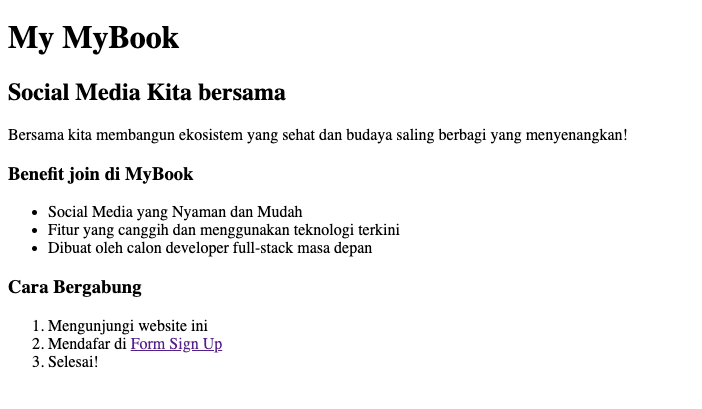 My MyBook
Social Media Kita bersama
Bersama kita membangun ekosistem yang sehat dan budaya saling berbagi yang menyenangkan!
Benefit join di MyBook
• Social Media yang Nyaman dan Mudah
• Fitur yang canggih dan menggunakan teknologi terkini
• Dibuat oleh calon developer full-stack masa depan
Cara Bergabung
1. Mengunjungi website ini
2. Mendafar di Form Sign Up
3. Selesai!